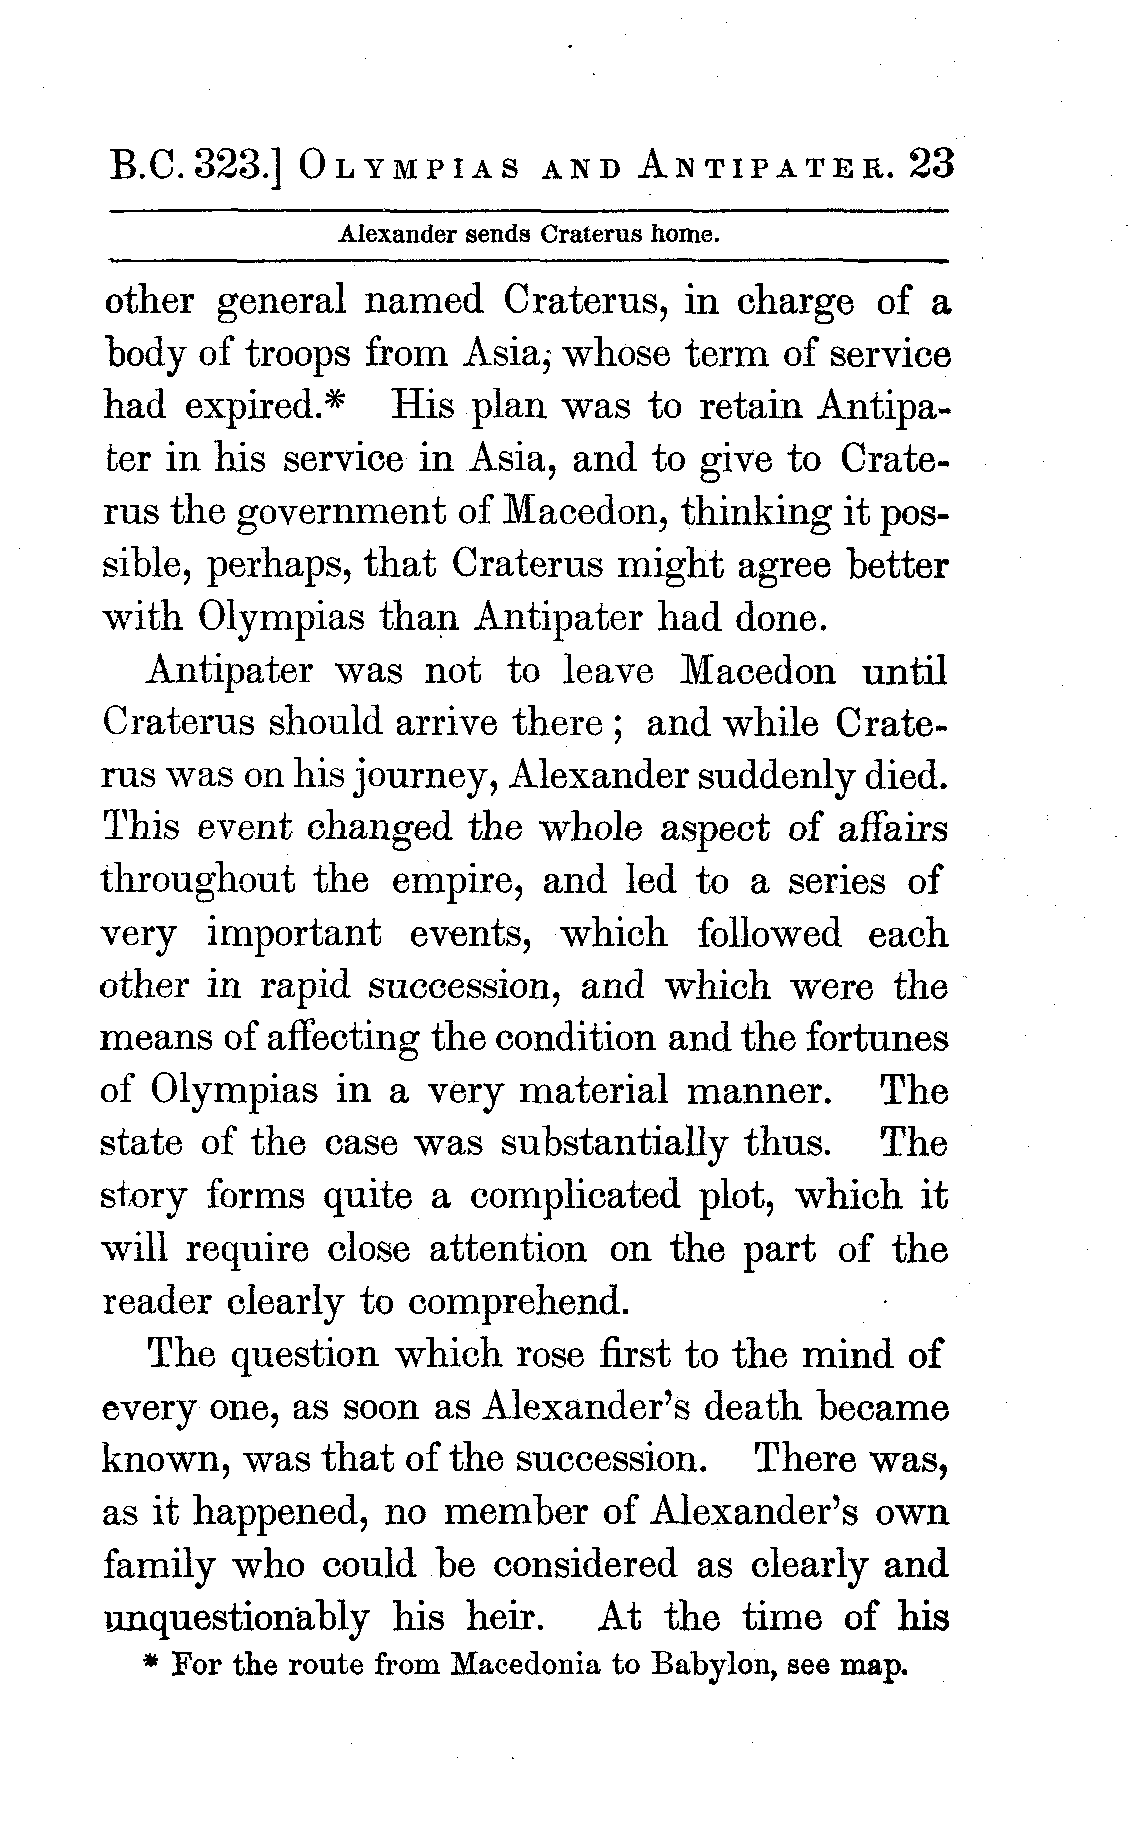 B.C. 323.] OLYMPIAS AND ANTIPATER. 23
Alexander sends Craterus home.
other general named Craterus, in charge of a
body of troops from Asia, whose term of service
had expired.* His plan was to retain Antipa-
ter in his service in Asia, and to give to Crate-
rus the government of Macedon, thinking it pos-
sible, perhaps, that Craterus might agree better
with Olympias than Antipater had done.
Antipater was not to leave Macedon until
Craterus should arrive there ; and while Crate-
rus was on his journey, Alexander suddenly died.
This event changed the whole aspect of affairs
throughout the empire, and led to a series of
very important events, which followed each
other in rapid succession, and which were the
means of affecting the condition and the fortunes
of Olympias in a very material manner. The
state of the case was substantially thus. The
story forms quite a complicated plot, which it
will require close attention on the part of the
reader clearly to comprehend.
The question which rose first to the mind of
every one, as soon as Alexander's death became
known, was that of the succession. There was,
as it happened, no member of Alexander's own
family who could be considered as clearly and
unquestionably his heir. At the time of his
* For the route from Macedonia to Babylon, see map.